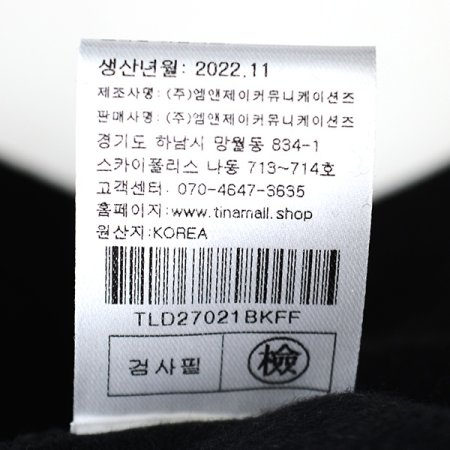 생산년월: 2022.11
제조사명: (주)엠앤제이커뮤니케이션즈
판매사명: (주)엠앤제이커뮤니케이션즈
경기도 하남시 망월동 834-1
스카이폴리스 나동 713~714호
고객센터: 070-4647-3635
홈페이지:www.tinamall.shop
원산지:KOREA
TLD27021BKFF
검사필 檢